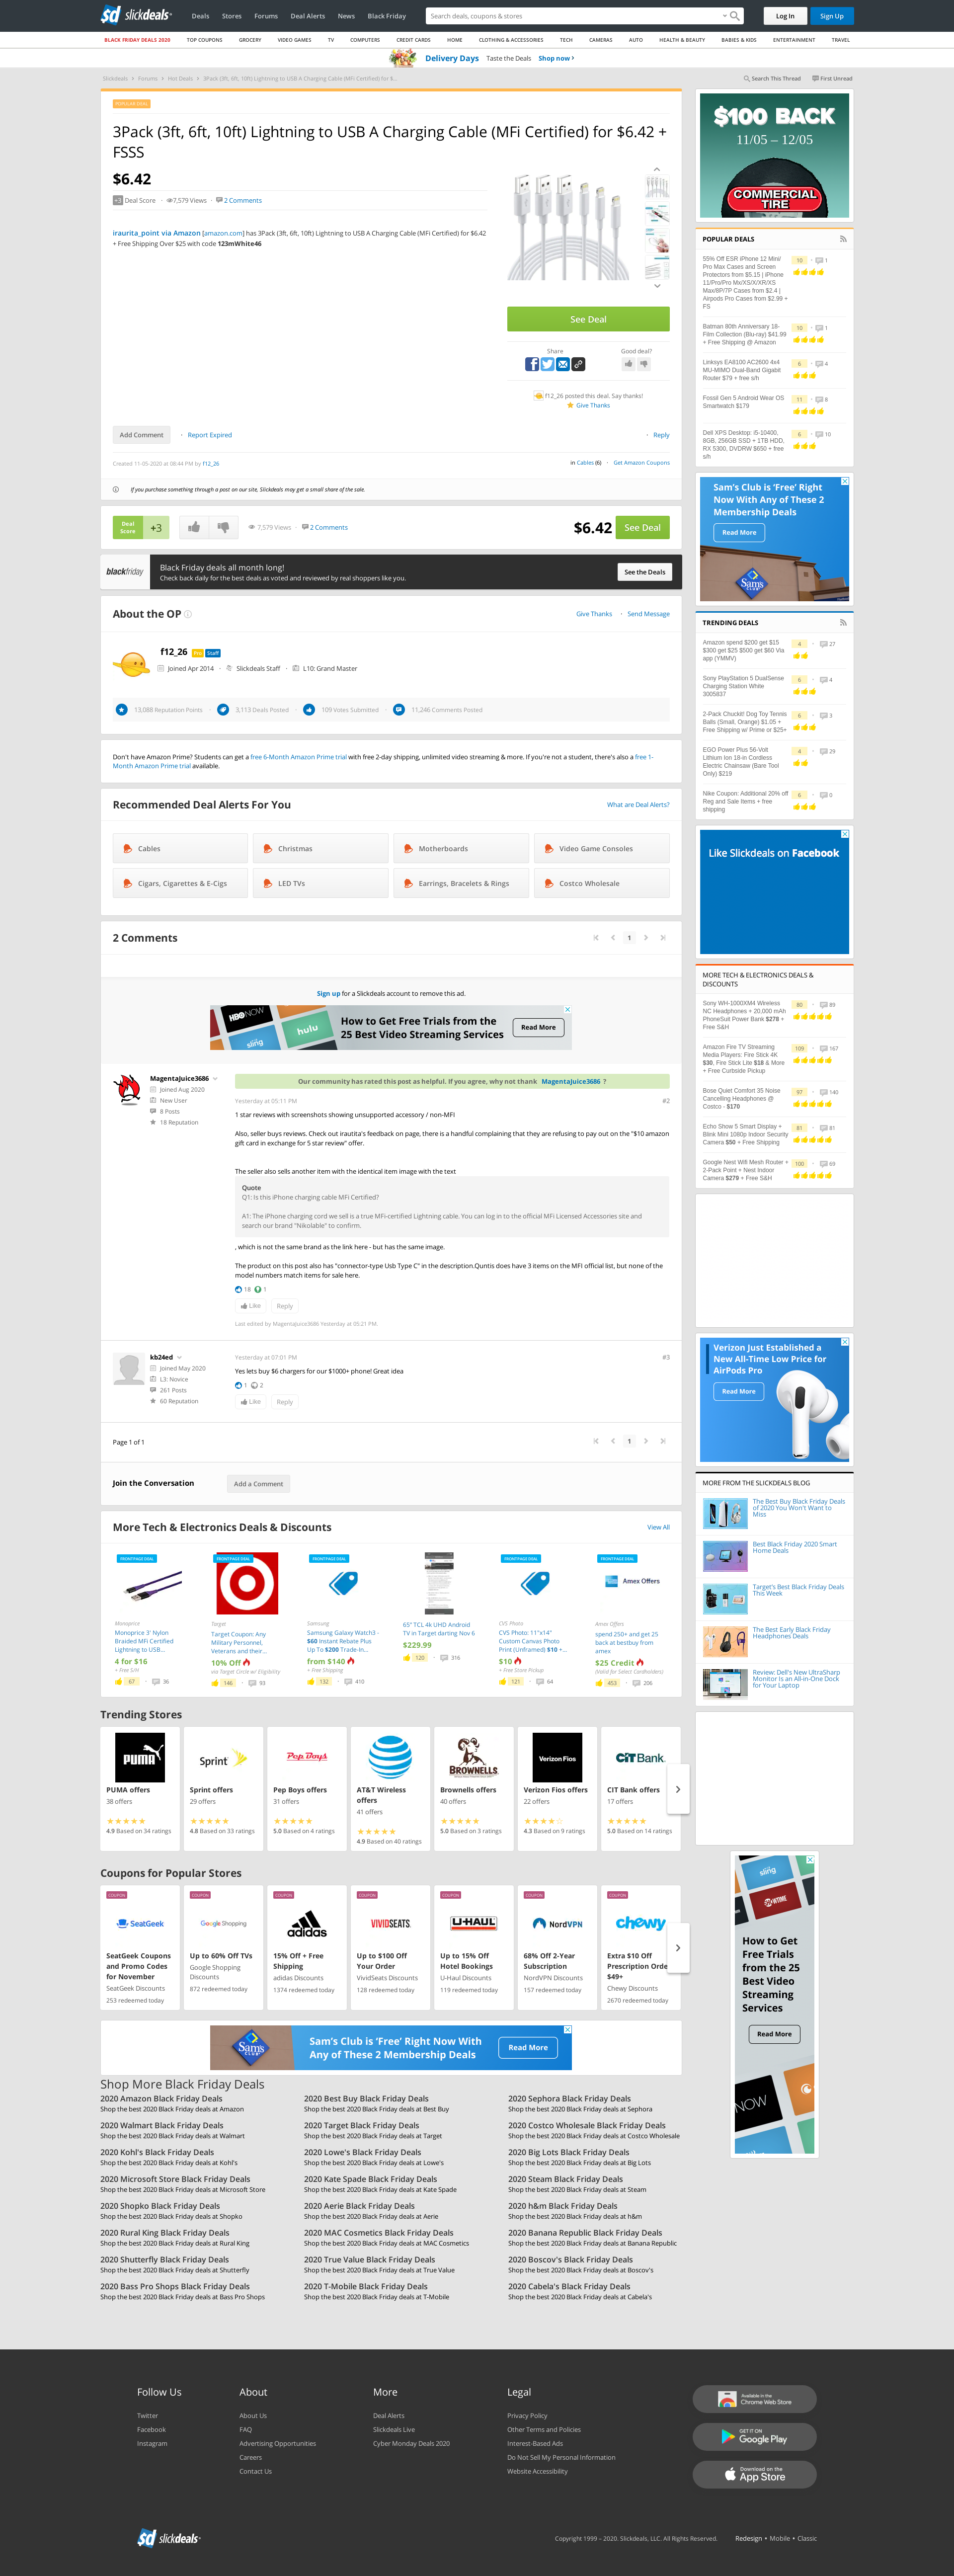 slickdeals
Deals Stores Forums Deal Alerts News Black Friday
Search deals, coupons & stores
Log In
Sign Up
BLACK FRIDAY DEALS 2020 TOP COUPONS GROCERY VIDEO GAMES TV COMPUTERS CREDIT CARDS HOME CLOTHING & ACCESSORIES TECH CAMERAS AUTO HEALTH & BEAUTY BABIES & KIDS ENTERTAINMENT TRAVEL
Delivery Days Taste the Deals Shop now
Slickdeals Forums Hot Deals 3Pack (3ft, 6ft, 10ft) Lightning to USB A Charging Cable (MFi Certified) for $...
Search This Thread First Unread
POPULAR DEAL
3Pack (3ft, 6ft, 10ft) Lightning to USB A Charging Cable (MFi Certified) for $6.42 +
FSSS
$6.42
+3 Deal Score 7,579 Views 2 Comments
iraurita_point via Amazon [amazon.com] has 3Pack (3ft, 6ft, 10ft) Lightning to USB A Charging Cable (MFi Certified) for $6.42
+ Free Shipping Over $25 with code 123mWhite46
See Deal
Share Good deal?
f12_26 posted this deal. Say thanks!
Give Thanks
Add Comment Report Expired Reply
Created 11-05-2020 at 08:44 PM by f12_26
in Cables (6) Get Amazon Coupons
If you purchase something through a post on our site, Slickdeals may get a small share of the sale.
Deal
Score
+3
7,579 Views 2 Comments
$6.42 See Deal
blackfriday
Black Friday deals all month long!
Check back daily for the best deals as voted and reviewed by real shoppers like you.
See the Deals
About the OP
Give Thanks Send Message
f12_26 Pro Staff
Joined Apr 2014 Slickdeals Staff L10: Grand Master
13,088 Reputation Points 3,113 Deals Posted 109 Votes Submitted 11,246 Comments Posted
Don't have Amazon Prime? Students can get a free 6-Month Amazon Prime trial with free 2-day shipping, unlimited video streaming & more. If you're not a student, there's also a free 1-
Month Amazon Prime trial available.
Recommended Deal Alerts For You
What are Deal Alerts?
Cables Christmas Motherboards Video Game Consoles
Cigars, Cigarettes & E-Cigs LED TVs Earrings, Bracelets & Rings Costco Wholesale
2 Comments
1
Sign up for a Slickdeals account to remove this ad.
HBO NOW
hulu
sling
How to Get Free Trials from the
25 Best Video Streaming Services
Read More
MagentaJuice3686
Joined Aug 2020
New User
8 Posts
18 Reputation
Our community has rated this post as helpful. If you agree, why not thank MagentaJuice3686 ?
Yesterday at 05:11 PM
#2
1 star reviews with screenshots showing unsupported accessory / non-MFI
Also, seller buys reviews. Check out iraurita's feedback on page, there is a handful complaining that they are refusing to pay out on the "$10 amazon
gift card in exchange for 5 star review" offer.
The seller also sells another item with the identical item image with the text
Quote
Q1: Is this iPhone charging cable MFi Certified?
A1: The iPhone charging cord we sell is a true MFi-certified Lightning cable. You can log in to the official MFi Licensed Accessories site and
search our brand "Nikolable" to confirm.
, which is not the same brand as the link here - but has the same image.
The product on this post also has "connector-type Usb Type C" in the description.Quntis does have 3 items on the MFI official list, but none of the
model numbers match items for sale here.
18 1
Like Reply
Last edited by MagentaJuice3686 Yesterday at 05:21 PM.
kb24ed
Joined May 2020
L3: Novice
261 Posts
60 Reputation
Yesterday at 07:01 PM
#3
Yes lets buy $6 chargers for our $1000+ phone! Great idea
1 2
Like Reply
Page 1 of 1
1
Join the Conversation Add a Comment
More Tech & Electronics Deals & Discounts
View All
FRONTPAGE DEAL
Monoprice
Monoprice 3' Nylon
Braided MFi Certified
Lightning to USB...
4 for $16
+ Free S/H
67 36
FRONTPAGE DEAL
Target
Target Coupon: Any
Military Personnel,
Veterans and their...
10% Off
via Target Circle w/ Eligibility
146 93
FRONTPAGE DEAL
Samsung
Samsung Galaxy Watch3 -
$60 Instant Rebate Plus
Up To $200 Trade-In...
from $140
+ Free Shipping
132 410
65" TCL 4k UHD Android
TV in Target darting Nov 6
$229.99
120 316
FRONTPAGE DEAL
CVS Photo
CVS Photo: 11"x14"
Custom Canvas Photo
Print (Unframed) $10 +...
$10
+ Free Store Pickup
121 64
FRONTPAGE DEAL
Amex Offers
Amex Offers
spend 250+ and get 25
back at bestbuy from
amex
$25 Credit
(Valid for Select Cardholders)
453 206
Trending Stores
PUMA
PUMA offers
38 offers
4.9 Based on 34 ratings
Sprint
Sprint offers
29 offers
4.8 Based on 33 ratings
Pep Boys
Pep Boys offers
31 offers
5.0 Based on 4 ratings
AT&T Wireless
offers
41 offers
4.9 Based on 40 ratings
BROWNELLS
Brownells offers
40 offers
5.0 Based on 3 ratings
Verizon Fios
Verizon Fios offers
22 offers
4.3 Based on 9 ratings
CIT Bank
CIT Bank offers
17 offers
5.0 Based on 14 ratings
Coupons for Popular Stores
COUPON
SeatGeek
SeatGeek Coupons
and Promo Codes
for November
SeatGeek Discounts
253 redeemed today
COUPON
Google Shopping
Up to 60% Off TVs
Google Shopping
Discounts
872 redeemed today
COUPON
adidas
15% Off + Free
Shipping
adidas Discounts
1374 redeemed today
COUPON
VIVIDSEATS
Up to $100 Off
Your Order
VividSeats Discounts
128 redeemed today
COUPON
U-HAUL
Up to 15% Off
Hotel Bookings
U-Haul Discounts
119 redeemed today
COUPON
NordVPN
68% Off 2-Year
Subscription
NordVPN Discounts
157 redeemed today
COUPON
chewy
Extra $10 Off
Prescription Orde
$49+
Chewy Discounts
2670 redeemed today
Sam's CLUB
Sam's Club is 'Free' Right Now With
Any of These 2 Membership Deals
Read More
Shop More Black Friday Deals
2020 Amazon Black Friday Deals
Shop the best 2020 Black Friday deals at Amazon
2020 Best Buy Black Friday Deals
Shop the best 2020 Black Friday deals at Best Buy
2020 Sephora Black Friday Deals
Shop the best 2020 Black Friday deals at Sephora
2020 Walmart Black Friday Deals
Shop the best 2020 Black Friday deals at Walmart
2020 Target Black Friday Deals
Shop the best 2020 Black Friday deals at Target
2020 Costco Wholesale Black Friday Deals
Shop the best 2020 Black Friday deals at Costco Wholesale
2020 Kohl's Black Friday Deals
Shop the best 2020 Black Friday deals at Kohl's
2020 Lowe's Black Friday Deals
Shop the best 2020 Black Friday deals at Lowe's
2020 Big Lots Black Friday Deals
Shop the best 2020 Black Friday deals at Big Lots
2020 Microsoft Store Black Friday Deals
Shop the best 2020 Black Friday deals at Microsoft Store
2020 Kate Spade Black Friday Deals
Shop the best 2020 Black Friday deals at Kate Spade
2020 Steam Black Friday Deals
Shop the best 2020 Black Friday deals at Steam
2020 Shopko Black Friday Deals
Shop the best 2020 Black Friday deals at Shopko
2020 Aerie Black Friday Deals
Shop the best 2020 Black Friday deals at Aerie
2020 h&m Black Friday Deals
Shop the best 2020 Black Friday deals at h&m
2020 Rural King Black Friday Deals
Shop the best 2020 Black Friday deals at Rural King
2020 MAC Cosmetics Black Friday Deals
Shop the best 2020 Black Friday deals at MAC Cosmetics
2020 Banana Republic Black Friday Deals
Shop the best 2020 Black Friday deals at Banana Republic
2020 Shutterfly Black Friday Deals
Shop the best 2020 Black Friday deals at Shutterfly
2020 True Value Black Friday Deals
Shop the best 2020 Black Friday deals at True Value
2020 Boscov's Black Friday Deals
Shop the best 2020 Black Friday deals at Boscov's
2020 Bass Pro Shops Black Friday Deals
Shop the best 2020 Black Friday deals at Bass Pro Shops
2020 T-Mobile Black Friday Deals
Shop the best 2020 Black Friday deals at T-Mobile
2020 Cabela's Black Friday Deals
Shop the best 2020 Black Friday deals at Cabela's
$100 BACK
11/05 – 12/05
COMMERCIAL
TIRE
POPULAR DEALS
55% Off ESR iPhone 12 Mini/
Pro Max Cases and Screen
Protectors from $5.15 | iPhone
11/Pro/Pro Mx/XS/X/XR/XS
Max/8P/7P Cases from $2.4 |
Airpods Pro Cases from $2.99 +
FS
10 1
Batman 80th Anniversary 18-
Film Collection (Blu-ray) $41.99
+ Free Shipping @ Amazon
10 1
Linksys EA8100 AC2600 4x4
MU-MIMO Dual-Band Gigabit
Router $79 + free s/h
6 4
Fossil Gen 5 Android Wear OS
Smartwatch $179
11 8
Dell XPS Desktop: i5-10400,
8GB, 256GB SSD + 1TB HDD,
RX 5300, DVDRW $650 + free
s/h
6 10
Sam's Club is 'Free' Right
Now With Any of These 2
Membership Deals
Read More
Sam's CLUB
TRENDING DEALS
Amazon spend $200 get $15
$300 get $25 $500 get $60 Via
app (YMMV)
4 27
Sony PlayStation 5 DualSense
Charging Station White
3005837
6 4
2-Pack Chuckit! Dog Toy Tennis
Balls (Small, Orange) $1.05 +
Free Shipping w/ Prime or $25+
6 3
EGO Power Plus 56-Volt
Lithium Ion 18-in Cordless
Electric Chainsaw (Bare Tool
Only) $219
4 29
Nike Coupon: Additional 20% off
Reg and Sale Items + free
shipping
6 0
Like Slickdeals on Facebook
MORE TECH & ELECTRONICS DEALS &
DISCOUNTS
Sony WH-1000XM4 Wireless
NC Headphones + 20,000 mAh
PhoneSuit Power Bank $278 +
Free S&H
80 89
Amazon Fire TV Streaming
Media Players: Fire Stick 4K
$30, Fire Stick Lite $18 & More
+ Free Curbside Pickup
109 167
Bose Quiet Comfort 35 Noise
Cancelling Headphones @
Costco - $170
97 140
Echo Show 5 Smart Display +
Blink Mini 1080p Indoor Security
Camera $50 + Free Shipping
81 81
Google Nest Wifi Mesh Router +
2-Pack Point + Nest Indoor
Camera $279 + Free S&H
100 69
Verizon Just Established a
New All-Time Low Price for
AirPods Pro
Read More
MORE FROM THE SLICKDEALS BLOG
The Best Buy Black Friday Deals
of 2020 You Won't Want to
Miss
Best Black Friday 2020 Smart
Home Deals
Target's Best Black Friday Deals
This Week
The Best Early Black Friday
Headphones Deals
Review: Dell's New UltraSharp
Monitor Is an All-in-One Dock
for Your Laptop
sling
SHOWTIME
How to Get
Free Trials
from the 25
Best Video
Streaming
Services
Read More
NOW
Follow Us
Twitter
Facebook
Instagram
About
About Us
FAQ
Advertising Opportunities
Careers
Contact Us
More
Deal Alerts
Slickdeals Live
Cyber Monday Deals 2020
Legal
Privacy Policy
Other Terms and Policies
Interest-Based Ads
Do Not Sell My Personal Information
Website Accessibility
Available in the
Chrome Web Store
GET IT ON
Google Play
Download on the
App Store
slickdeals
Copyright 1999 – 2020. Slickdeals, LLC. All Rights Reserved. Redesign • Mobile • Classic